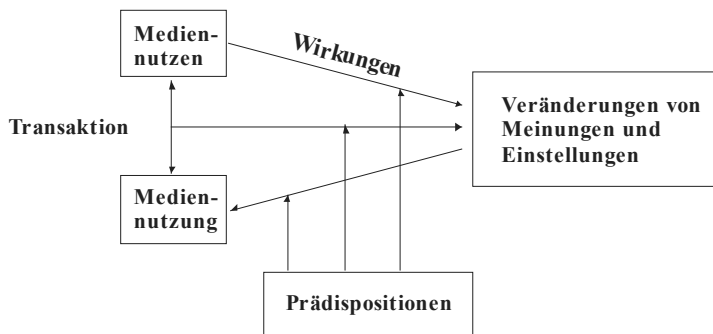 Medien-
nutzen
Wirkungen
Veränderungen von
Meinungen und
Einstellungen
Transaktion
Medien-
nutzung
Prädispositionen